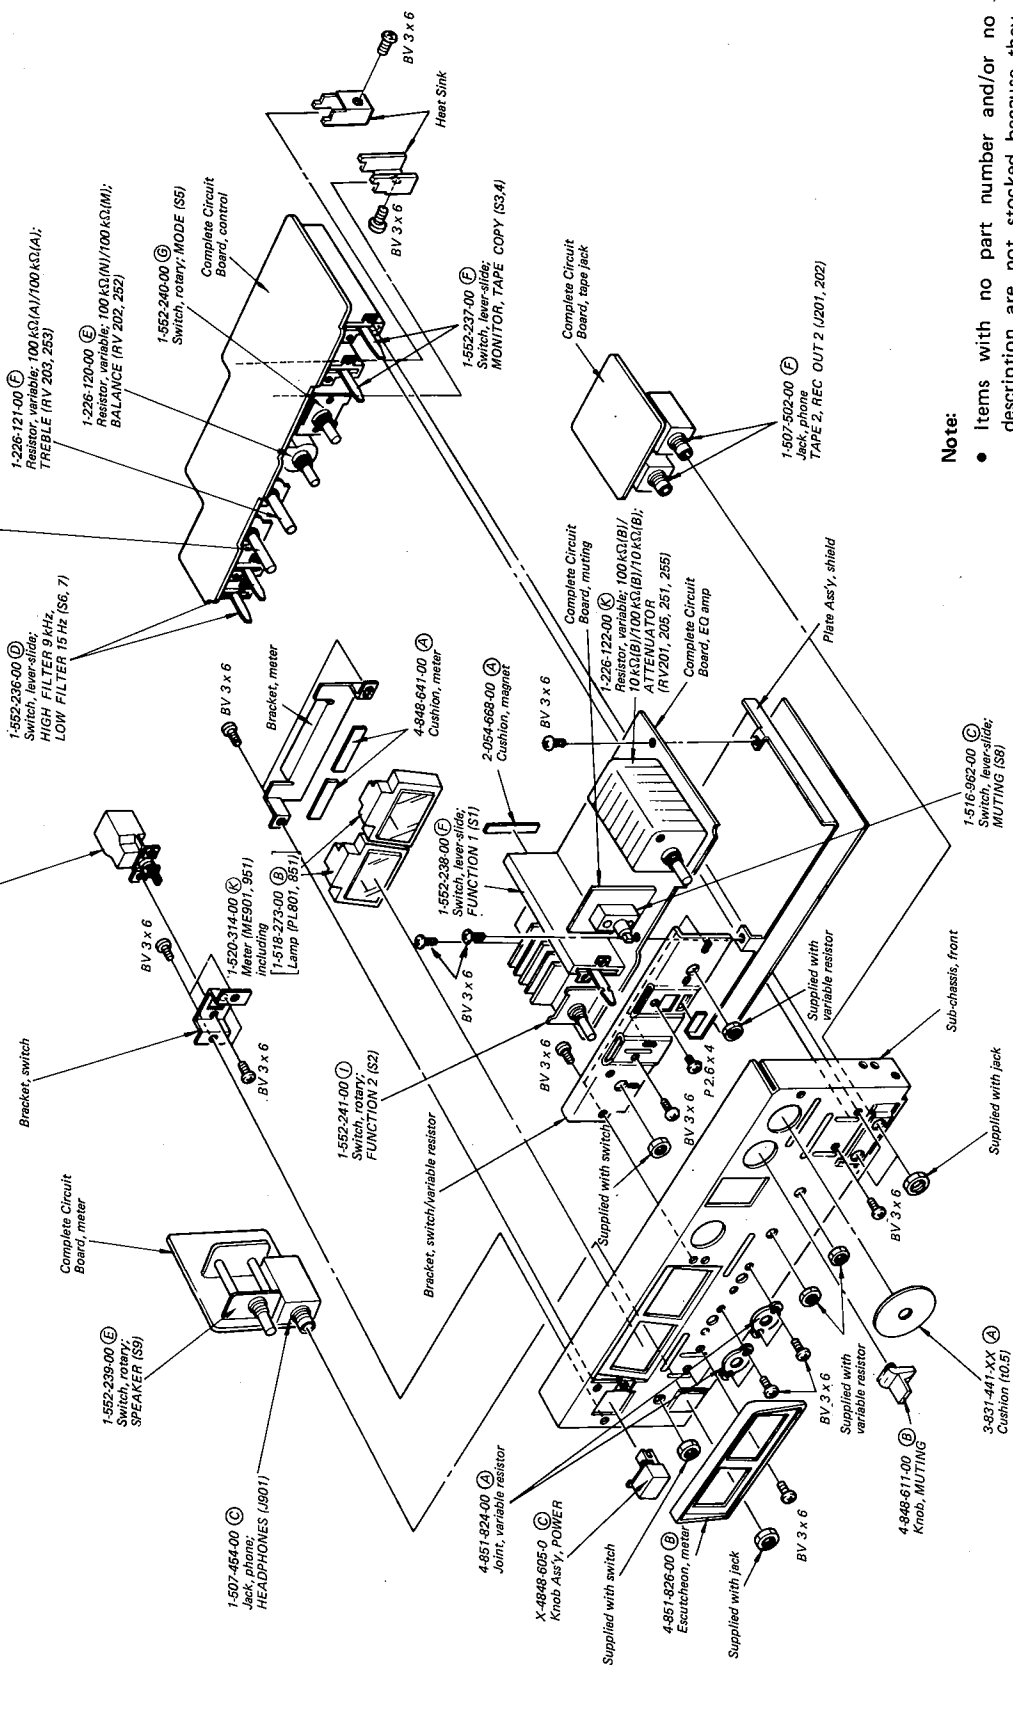 1-226-121-00 Ⓕ
Resistor, variable; 100 kΩ(A)/100 kΩ(A);
TREBLE (RV 203, 253)
1-226-120-00 Ⓔ
Resistor, variable; 100 kΩ(N)/100 kΩ(M);
BALANCE (RV 202, 252)
1-552-240-00 Ⓖ
Switch, rotary; MODE (S5)
Complete Circuit
Board, control
BV 3 x 6
Heat Sink
BV 3 x 6
1-552-237-00 Ⓕ
Switch, lever-slide;
MONITOR, TAPE COPY (S3,4)
1-552-236-00 Ⓓ
Switch, lever-slide;
HIGH FILTER 9 kHz,
LOW FILTER 15 Hz (S6, 7)
BV 3 x 6
Bracket, meter
4-848-641-00 Ⓐ
Cushion, meter
2-054-668-00 Ⓐ
Cushion, magnet
BV 3 x 6
Complete Circuit
Board, muting
1-226-122-00 Ⓚ
Resistor, variable; 100 kΩ(B)/
10 kΩ(B)/100 kΩ(B)/10 kΩ(B);
ATTENUATOR
(RV201, 205, 251, 255)
Complete Circuit
Board, EQ amp
Complete Circuit
Board, tape jack
1-507-502-00 Ⓕ
Jack, phone
TAPE 2, REC OUT 2 (J201, 202)
Plate Ass'y, shield
1-516-962-00 Ⓒ
Switch, lever-slide;
MUTING (S8)
Bracket, switch
BV 3 x 6
BV 3 x 6
1-520-314-00 Ⓚ
Meter (ME901, 951)
including
[1-518-273-00 Ⓑ
Lamp (PL801, 851)]
1-552-238-00 Ⓕ
Switch, lever-slide;
FUNCTION 1 (S1)
BV 3 x 6
1-552-241-00 Ⓘ
Switch, rotary;
FUNCTION 2 (S2)
BV 3 x 6
Bracket, switch/variable resistor
Supplied with switch
BV 3 x 6
P 2.6 x 4
Supplied with
variable resistor
Sub-chassis, front
Supplied with jack
BV 3 x 6
Complete Circuit
Board, meter
1-552-239-00 Ⓔ
Switch, rotary;
SPEAKER (S9)
1-507-454-00 Ⓒ
Jack, phone;
HEADPHONES (J901)
4-851-824-00 Ⓐ
Joint, variable resistor
X-4848-605-0 Ⓒ
Knob Ass'y, POWER
Supplied with switch
4-851-826-00 Ⓑ
Escutcheon, meter
Supplied with jack
BV 3 x 6
BV 3 x 6
Supplied with
variable resistor
4-848-611-00 Ⓑ
Knob, MUTING
3-831-441-XX Ⓐ
Cushion (t0.5)
Note:
● Items with no part number and/or no
description are not stocked because they